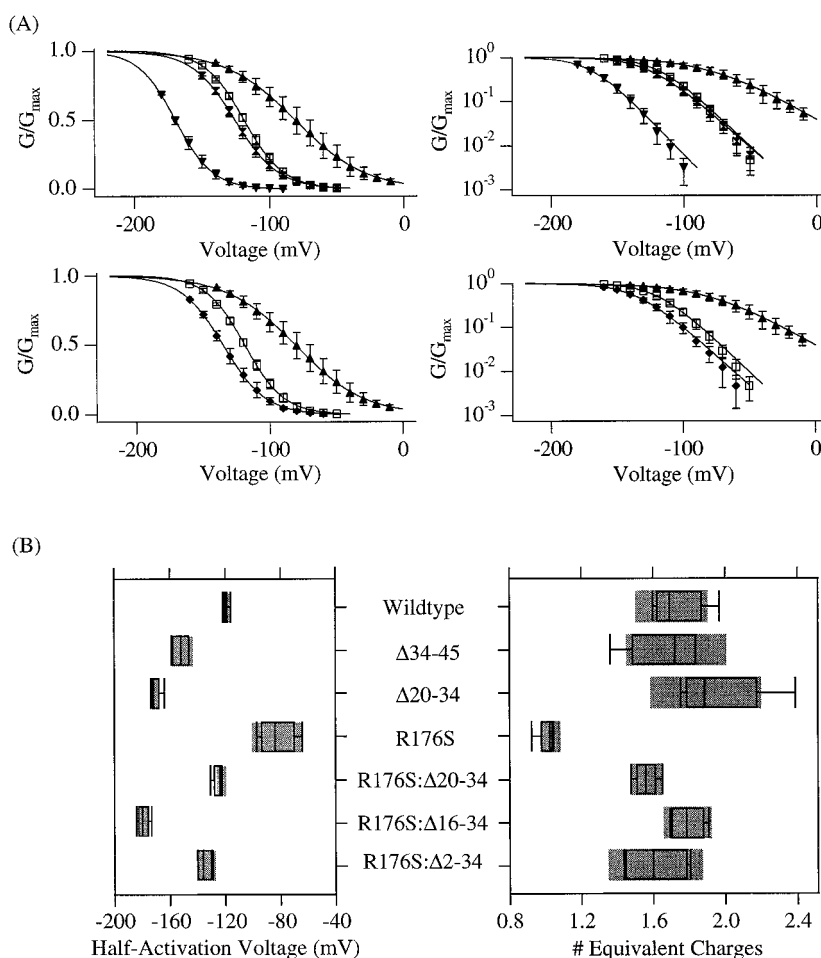 (A)
1.0
0.5
0.0
G/Gmax
-200 -100 0
Voltage (mV)
10^0
10^-1
10^-2
10^-3
G/Gmax
-200 -100 0
Voltage (mV)
1.0
0.5
0.0
G/Gmax
-200 -100 0
Voltage (mV)
10^0
10^-1
10^-2
10^-3
G/Gmax
-200 -100 0
Voltage (mV)
(B)
Wildtype
Δ34-45
Δ20-34
R176S
R176S:Δ20-34
R176S:Δ16-34
R176S:Δ2-34
-200 -160 -120 -80 -40
Half-Activation Voltage (mV)
0.8 1.2 1.6 2.0 2.4
# Equivalent Charges